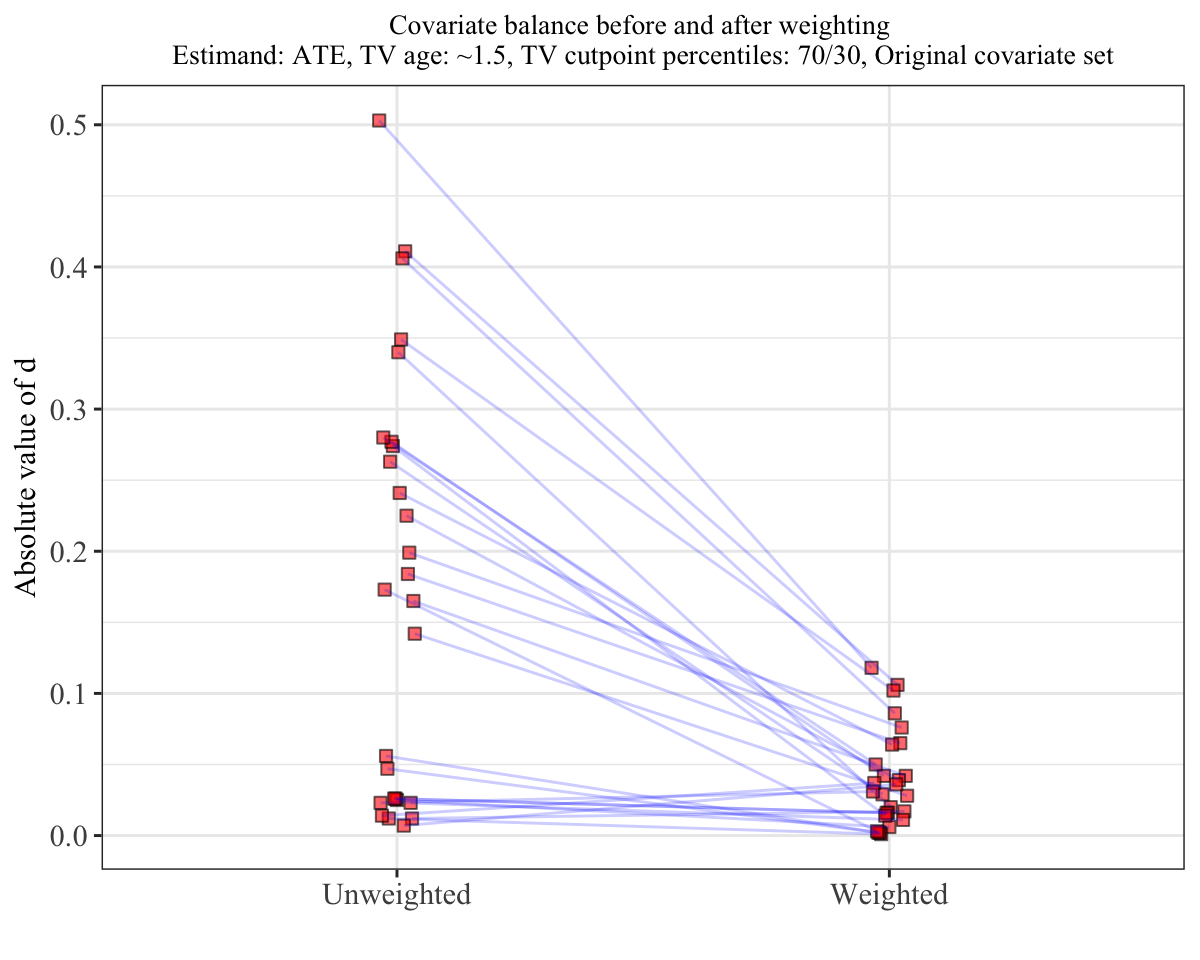 Covariate balance before and after weighting
Estimand: ATE, TV age: ~1.5, TV cutpoint percentiles: 70/30, Original covariate set
Absolute value of d
0.5
0.4
0.3
0.2
0.1
0.0
Unweighted
Weighted